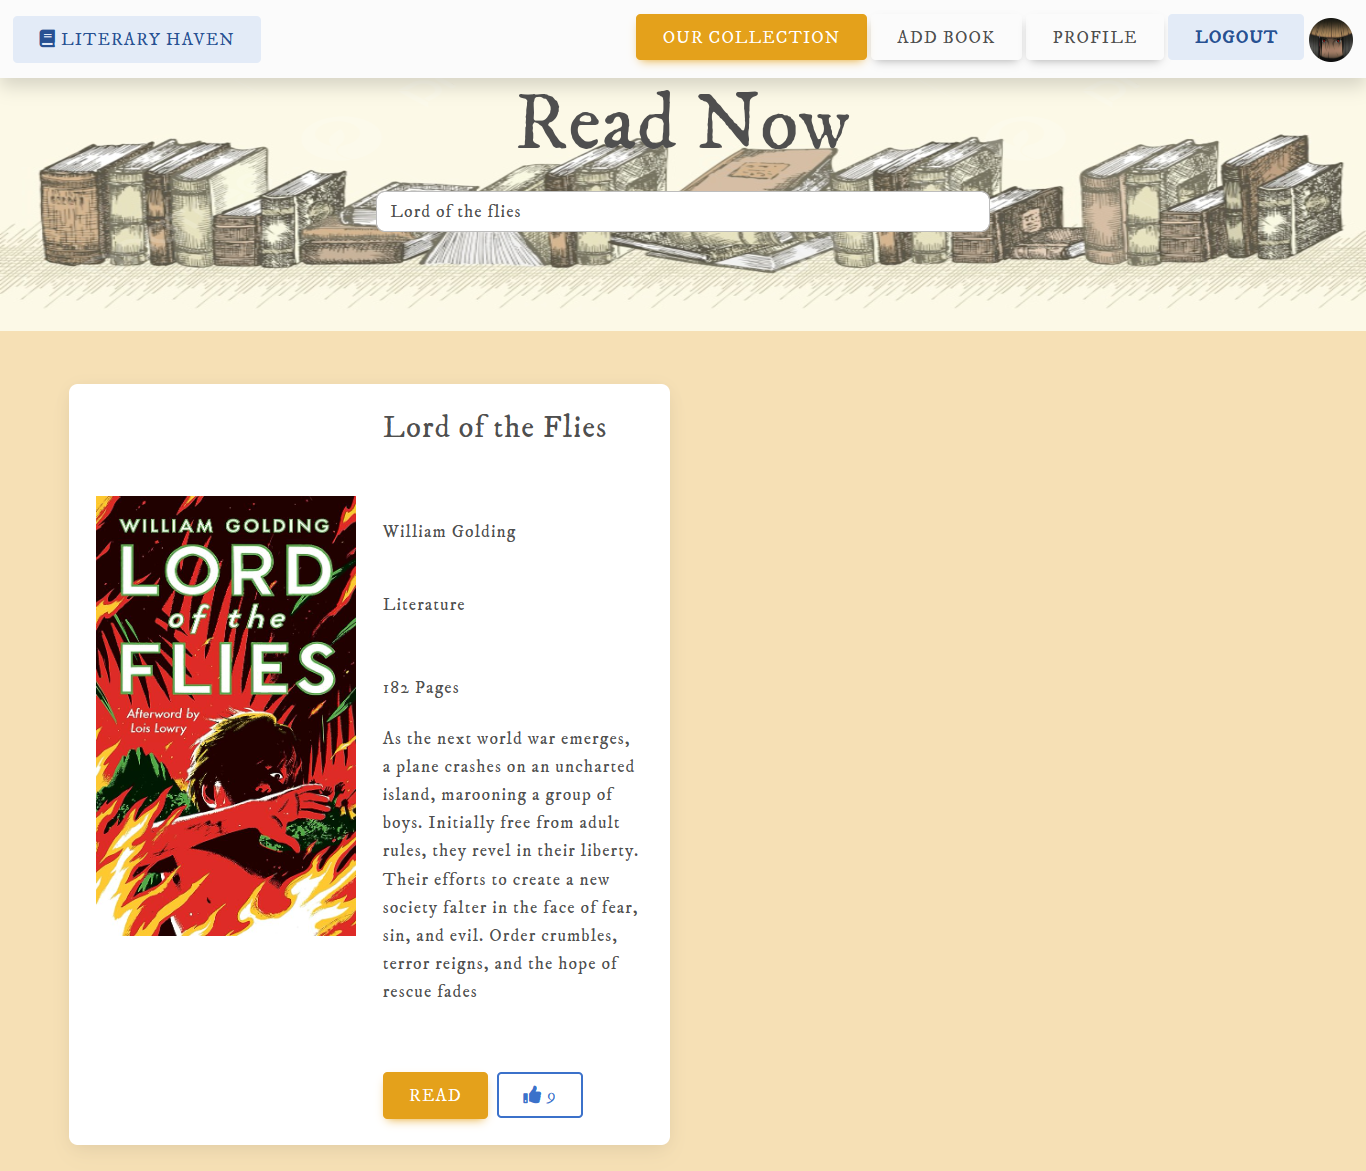 LITERARY HAVEN
OUR COLLECTION
ADD BOOK
PROFILE
LOGOUT
Read Now
Lord of the flies
Lord of the Flies
WILLIAM GOLDING
LORD
of the
FLIES
Afterword by
Lois Lowry
William Golding
Literature
182 Pages
As the next world war emerges,
a plane crashes on an uncharted
island, marooning a group of
boys. Initially free from adult
rules, they revel in their liberty.
Their efforts to create a new
society falter in the face of fear,
sin, and evil. Order crumbles,
terror reigns, and the hope of
rescue fades
READ
9